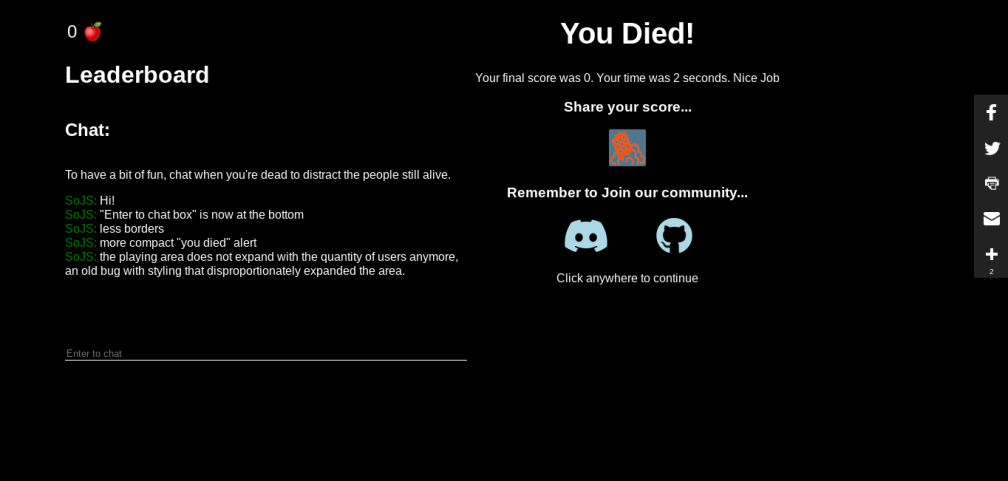 0
Leaderboard
Chat:
To have a bit of fun, chat when you're dead to distract the people still alive.
SoJS: Hi!
SoJS: "Enter to chat box" is now at the bottom
SoJS: less borders
SoJS: more compact "you died" alert
SoJS: the playing area does not expand with the quantity of users anymore,
an old bug with styling that disproportionately expanded the area.
Enter to chat
You Died!
Your final score was 0. Your time was 2 seconds. Nice Job
Share your score...
Remember to Join our community...
Click anywhere to continue
2